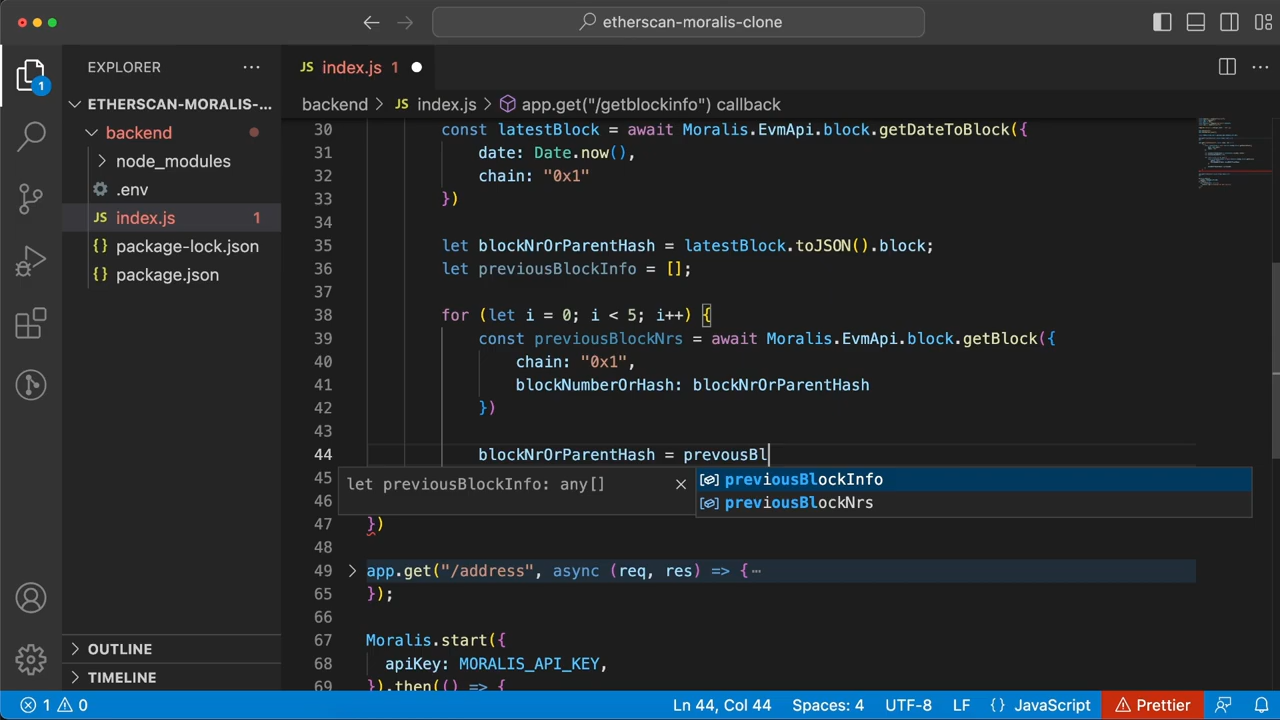 etherscan-moralis-clone
EXPLORER
ETHERSCAN-MORALIS-...
backend
node_modules
.env
JS index.js 1
{} package-lock.json
{} package.json
OUTLINE
TIMELINE
1
JS index.js 1
backend > JS index.js > app.get("/getblockinfo") callback
30 const latestBlock = await Moralis.EvmApi.block.getDateToBlock({
31 date: Date.now(),
32 chain: "0x1"
33 })
34
35 let blockNrOrParentHash = latestBlock.toJSON().block;
36 let previousBlockInfo = [];
37
38 for (let i = 0; i < 5; i++) {
39 const previousBlockNrs = await Moralis.EvmApi.block.getBlock({
40 chain: "0x1",
41 blockNumberOrHash: blockNrOrParentHash
42 })
43
44 blockNrOrParentHash = prevousBl
45 let previousBlockInfo: any[] × previousBlockInfo
46 previousBlockNrs
47 })
48
49 > app.get("/address", async (req, res) => { ⋯
65 });
66
67 Moralis.start({
68 apiKey: MORALIS_API_KEY,
69 }).then(() => {
1 0 Ln 44, Col 44 Spaces: 4 UTF-8 LF {} JavaScript Prettier